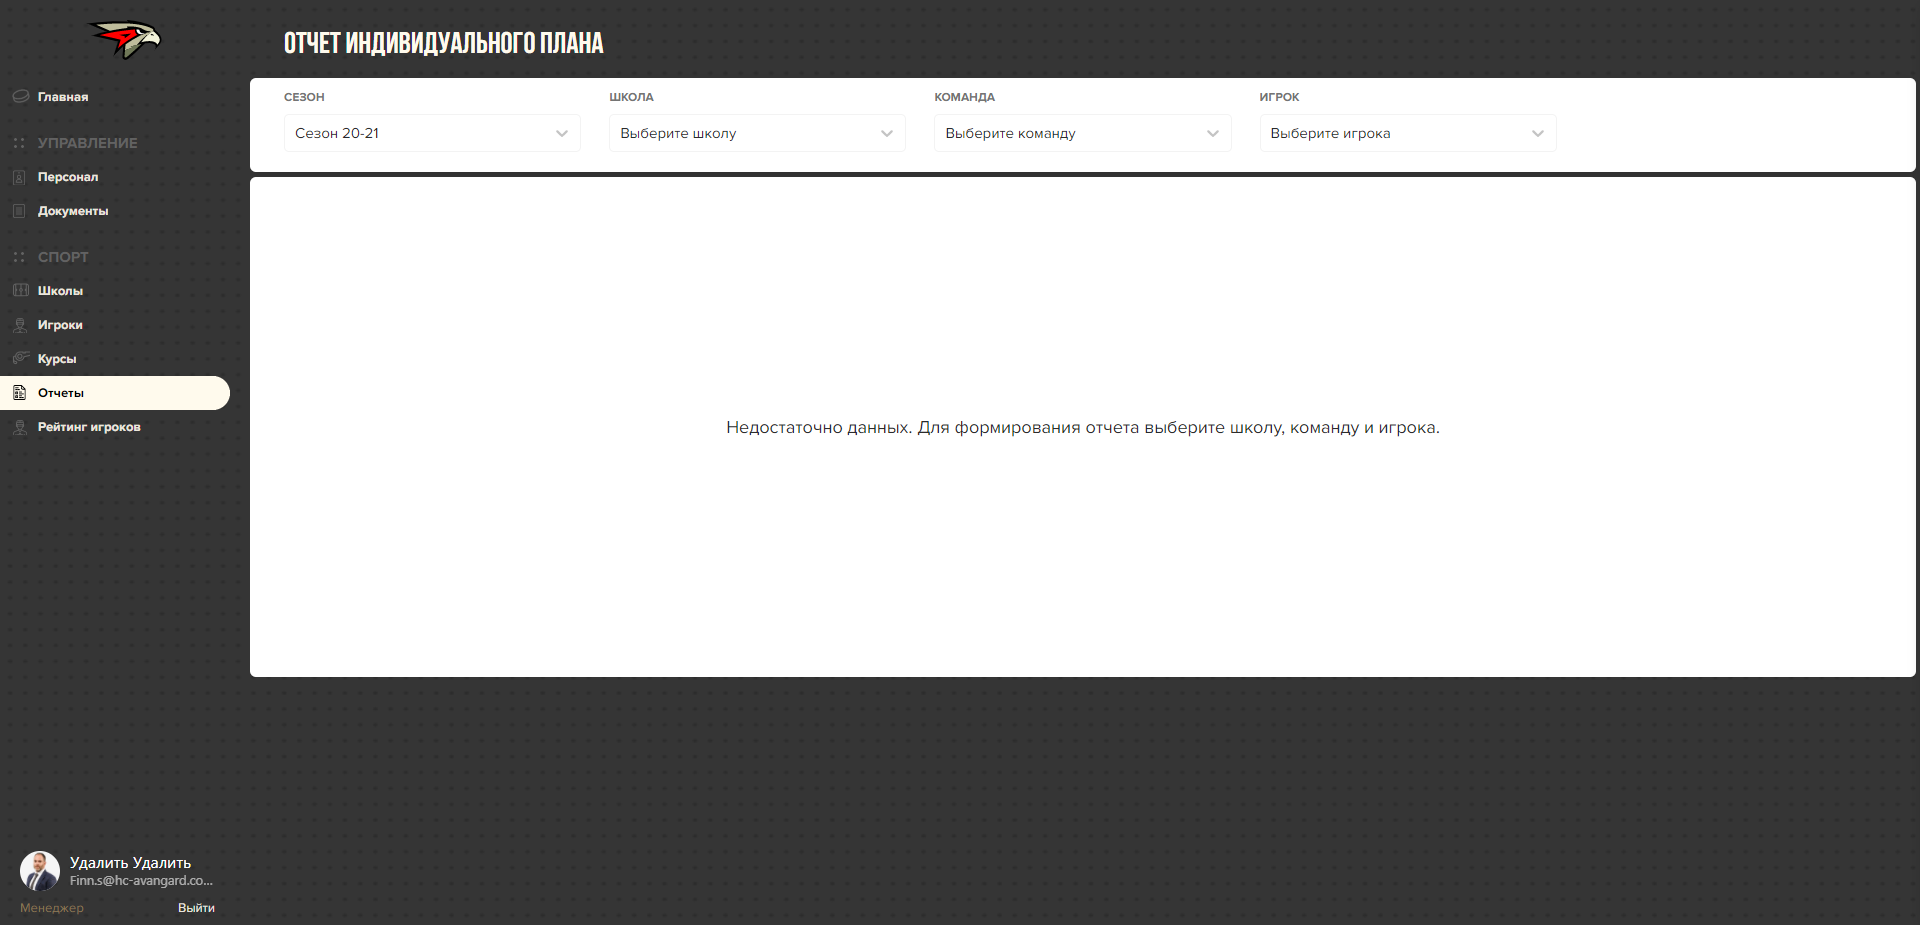 ОТЧЕТ ИНДИВИДУАЛЬНОГО ПЛАНА
Главная
УПРАВЛЕНИЕ
Персонал
Документы
СПОРТ
Школы
Игроки
Курсы
Отчеты
Рейтинг игроков
СЕЗОН
Сезон 20-21
ШКОЛА
Выберите школу
КОМАНДА
Выберите команду
ИГРОК
Выберите игрока
Недостаточно данных. Для формирования отчета выберите школу, команду и игрока.
Удалить Удалить
Finn.s@hc-avangard.co...
Менеджер
Выйти